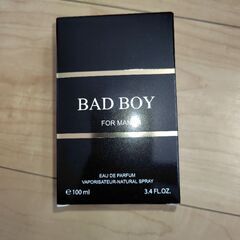 BAD BOY
FOR MAN
EAU DE PARFUM
VAPORISATEUR-NATURAL SPRAY
℮ 100 ml 3.4 FL.OZ.